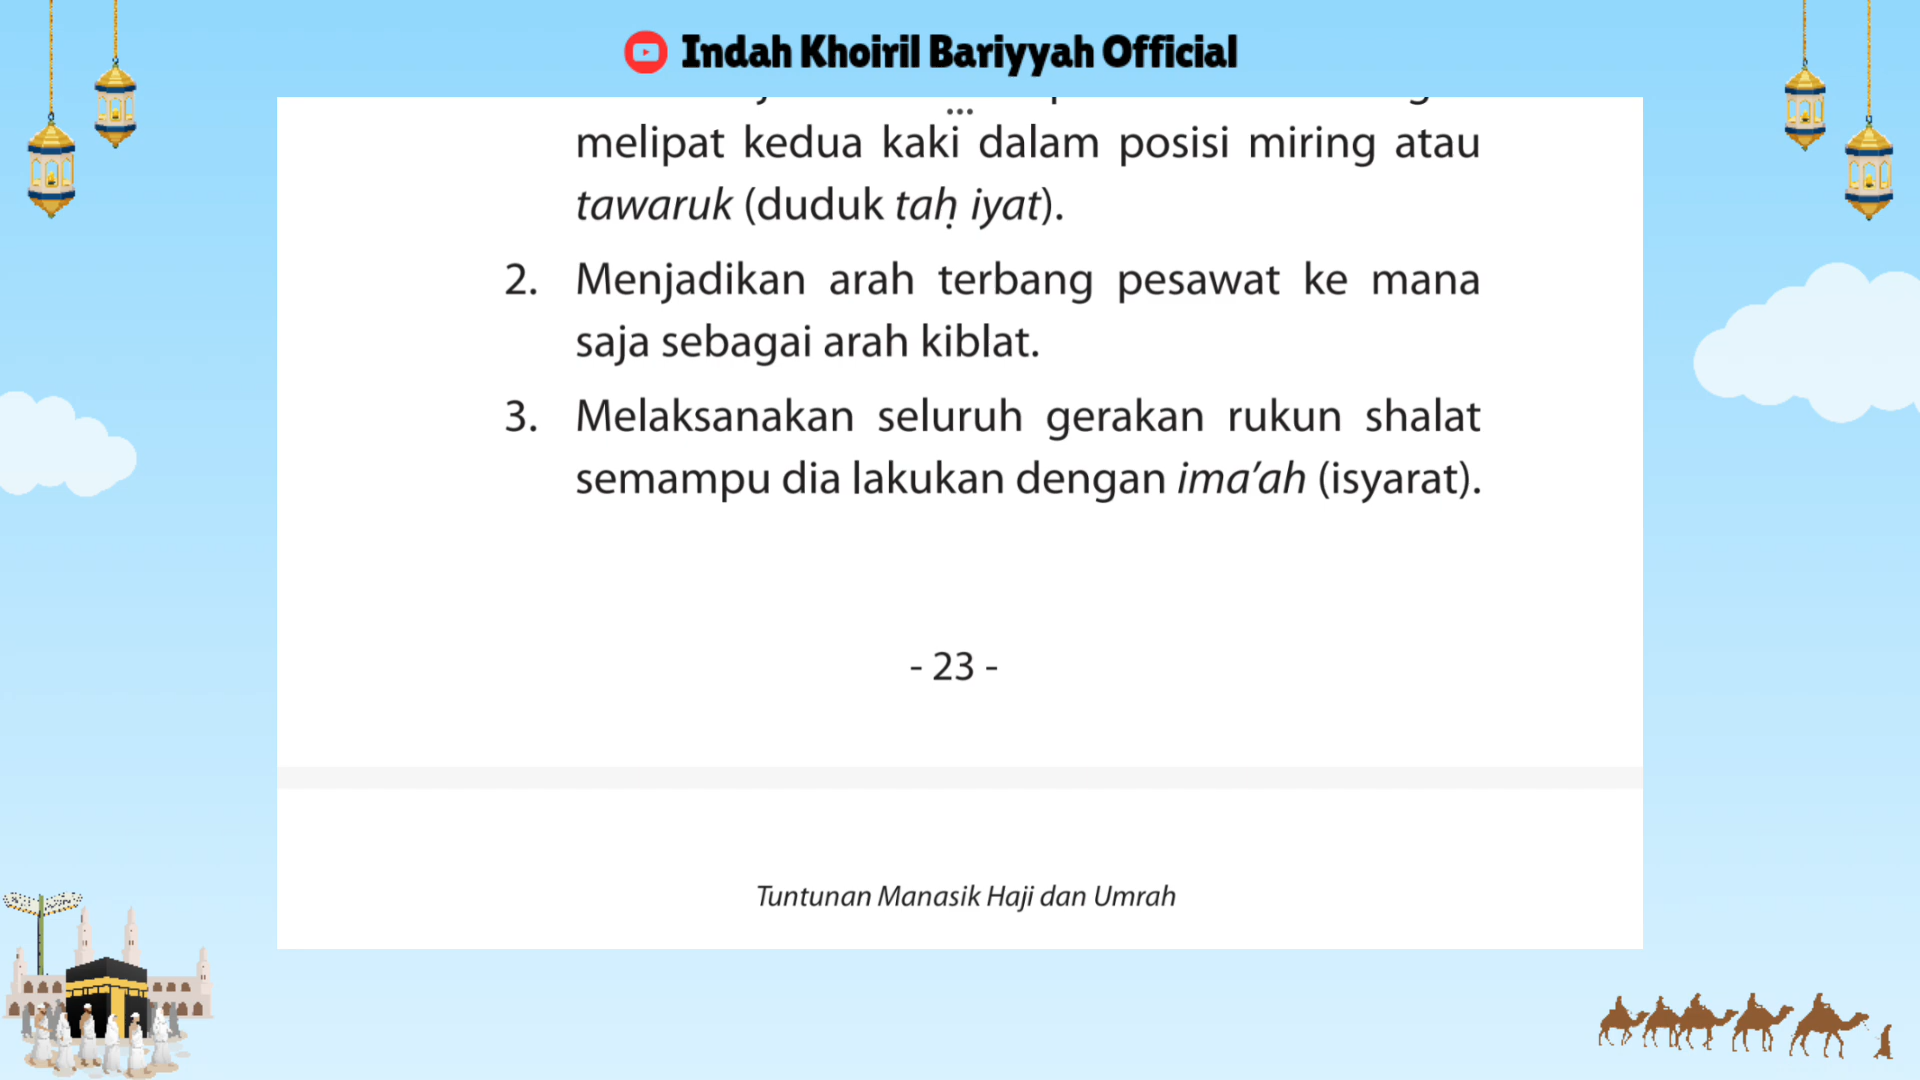 Indah Khoiril Bariyyah Official
melipat kedua kaki dalam posisi miring atau
tawaruk (duduk taḥ iyat).
2. Menjadikan arah terbang pesawat ke mana
saja sebagai arah kiblat.
3. Melaksanakan seluruh gerakan rukun shalat
semampu dia lakukan dengan ima’ah (isyarat).
- 23 -
Tuntunan Manasik Haji dan Umrah